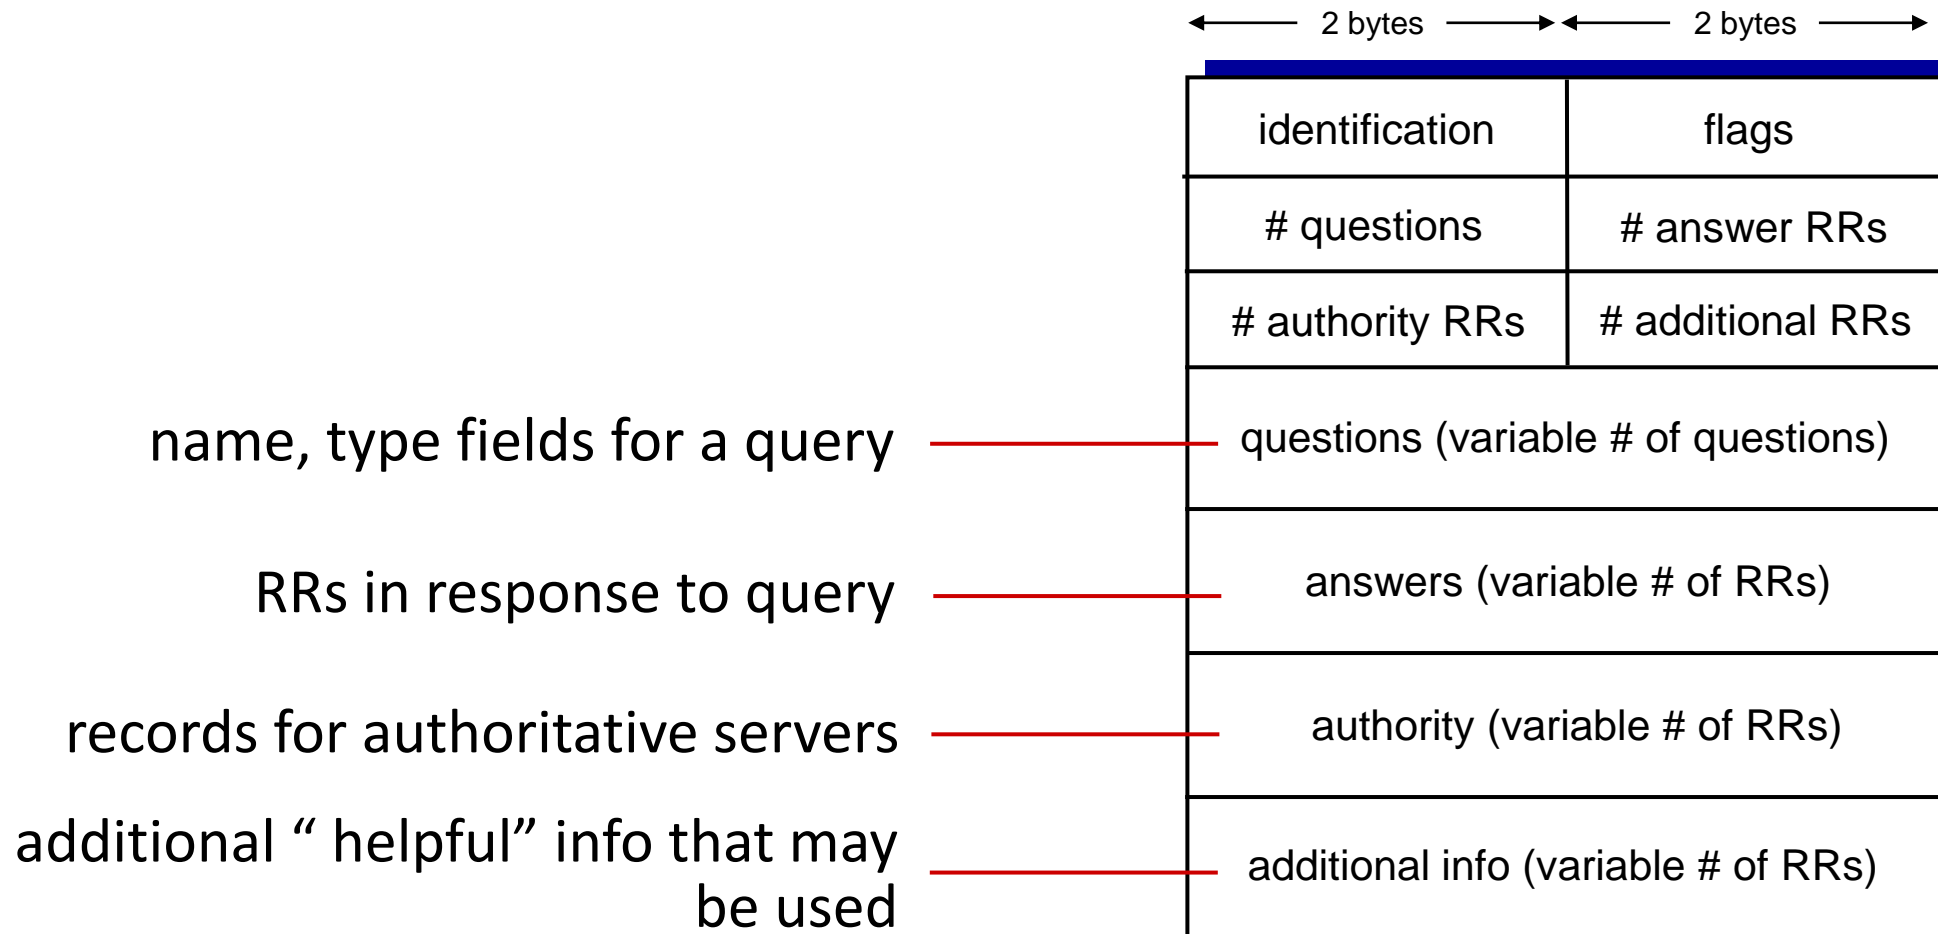 2 bytes 2 bytes
identification flags
# questions # answer RRs
# authority RRs # additional RRs
name, type fields for a query questions (variable # of questions)
RRs in response to query answers (variable # of RRs)
records for authoritative servers authority (variable # of RRs)
additional “ helpful” info that may
be used
additional info (variable # of RRs)